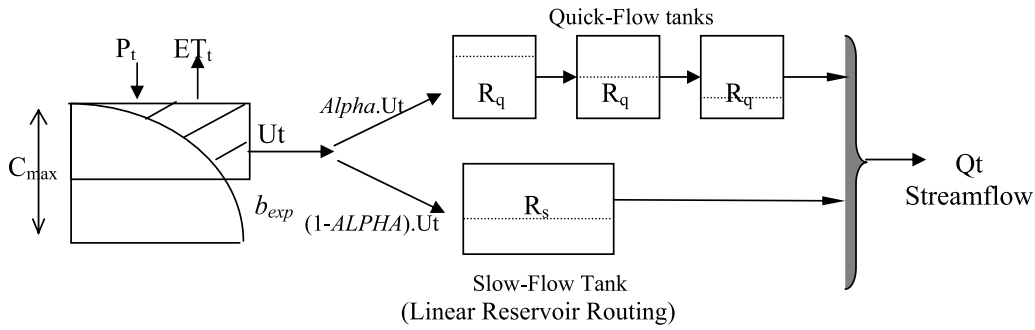 Quick-Flow tanks
Pt ETt
Rq Rq Rq
Alpha.Ut
Ut
Cmax
Qt
Streamflow
bexp
(1-ALPHA).Ut
Rs
Slow-Flow Tank
(Linear Reservoir Routing)